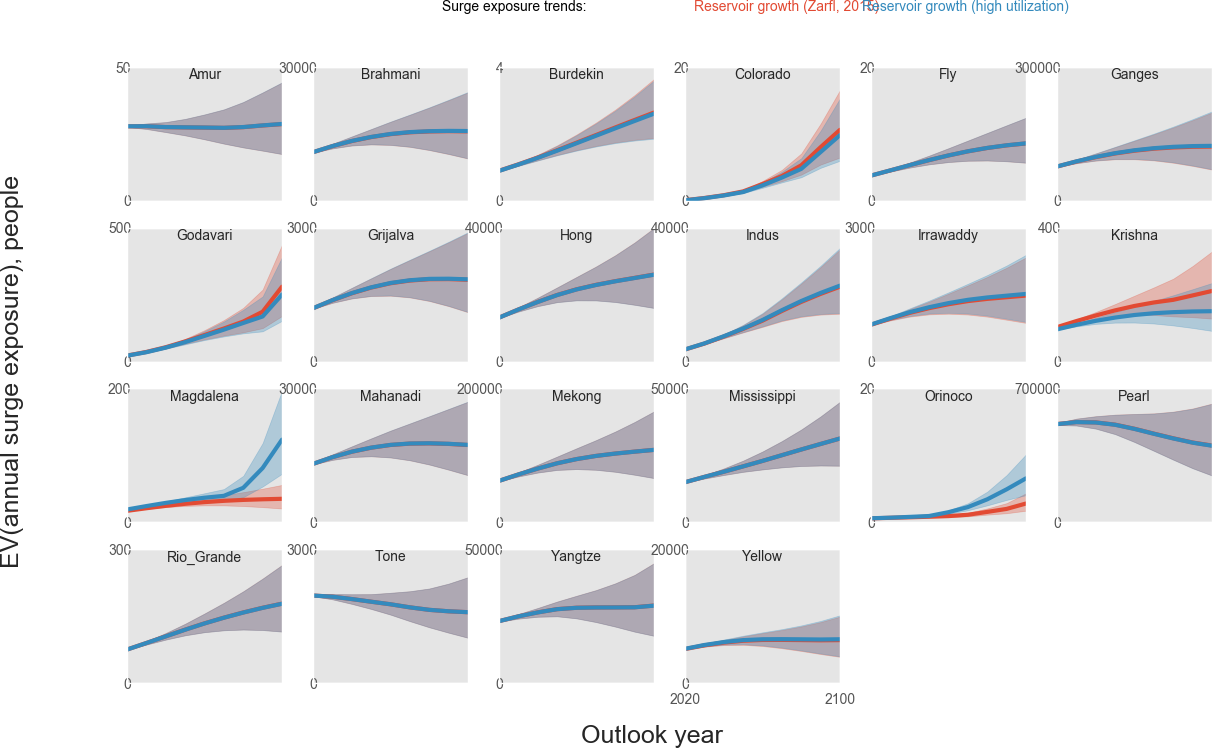 Surge exposure trends: Reservoir growth (Zarfl, 2015) Reservoir growth (high utilization)
50 30000 4 20 20 300000
Amur Brahmani Burdekin Colorado Fly Ganges
0 0 0 0 0 0
500 3000 40000 40000 3000 400
Godavari Grijalva Hong Indus Irrawaddy Krishna
0 0 0 0 0 0
200 30000 200000 50000 20 700000
Magdalena Mahanadi Mekong Mississippi Orinoco Pearl
0 0 0 0 0 0
300 3000 50000 20000
Rio_Grande Tone Yangtze Yellow
0 0 0 0
2020 2100
Outlook year
EV(annual surge exposure), people